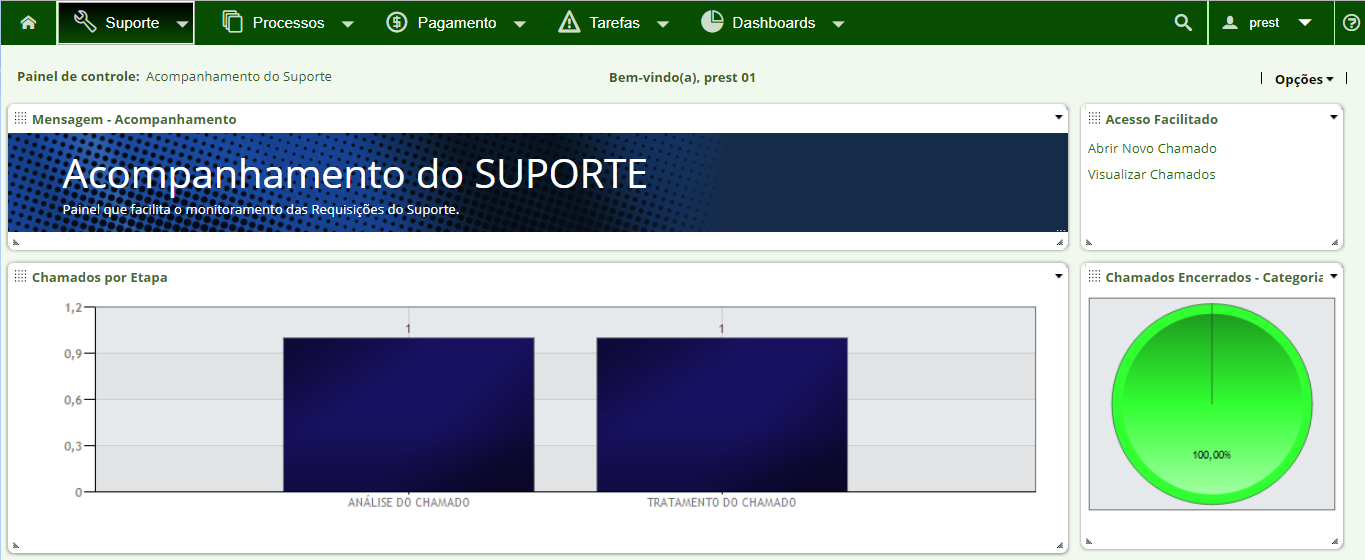 Suporte Processos Pagamento Tarefas Dashboards prest
Painel de controle: Acompanhamento do Suporte Bem-vindo(a), prest 01 Opções
Mensagem - Acompanhamento
Acompanhamento do SUPORTE
Painel que facilita o monitoramento das Requisições do Suporte.
Acesso Facilitado
Abrir Novo Chamado
Visualizar Chamados
Chamados por Etapa
1,2
0,9
0,6
0,3
0
1 1
ANÁLISE DO CHAMADO TRATAMENTO DO CHAMADO
Chamados Encerrados - Categoria
100,00%